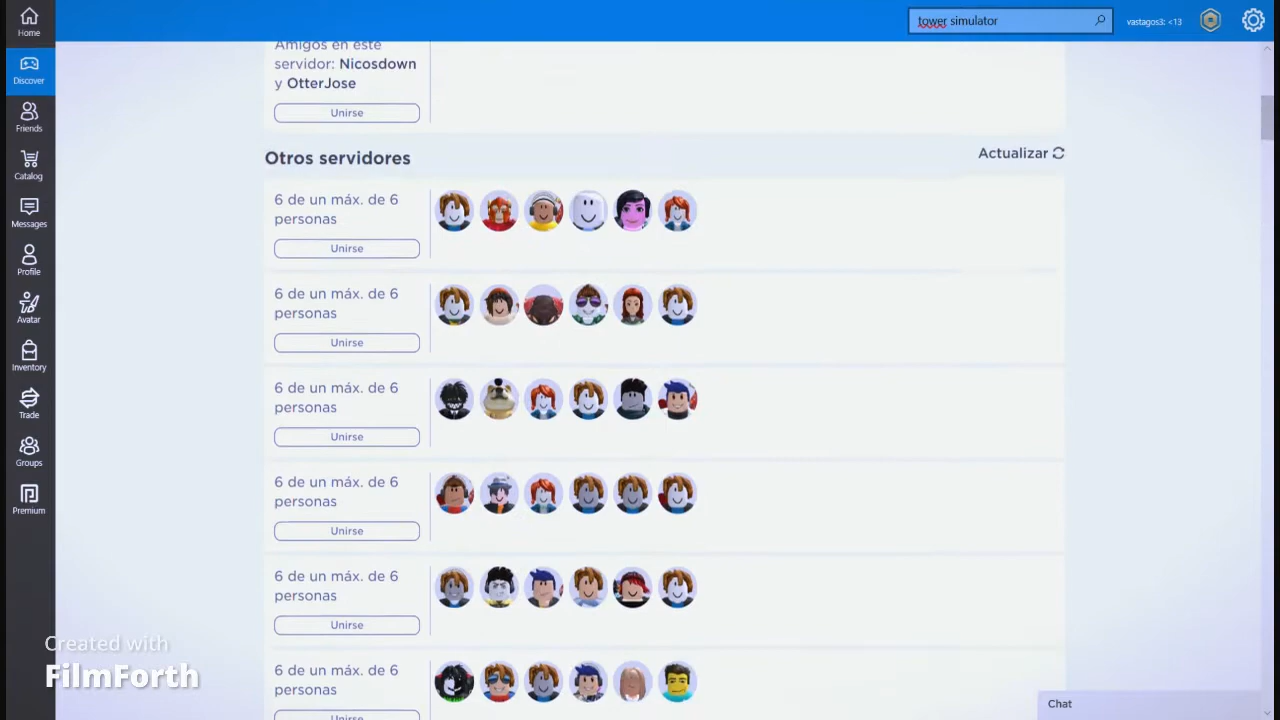 tower simulator
vastagos3: <13
Home
Discover
Friends
Catalog
Messages
Profile
Avatar
Inventory
Trade
Groups
Premium
Amigos en este
servidor: Nicosdown
y OtterJose
Unirse
Otros servidores
Actualizar
6 de un máx. de 6
personas
Unirse
6 de un máx. de 6
personas
Unirse
6 de un máx. de 6
personas
Unirse
6 de un máx. de 6
personas
Unirse
6 de un máx. de 6
personas
Unirse
6 de un máx. de 6
personas
Unirse
Created with
FilmForth
Chat